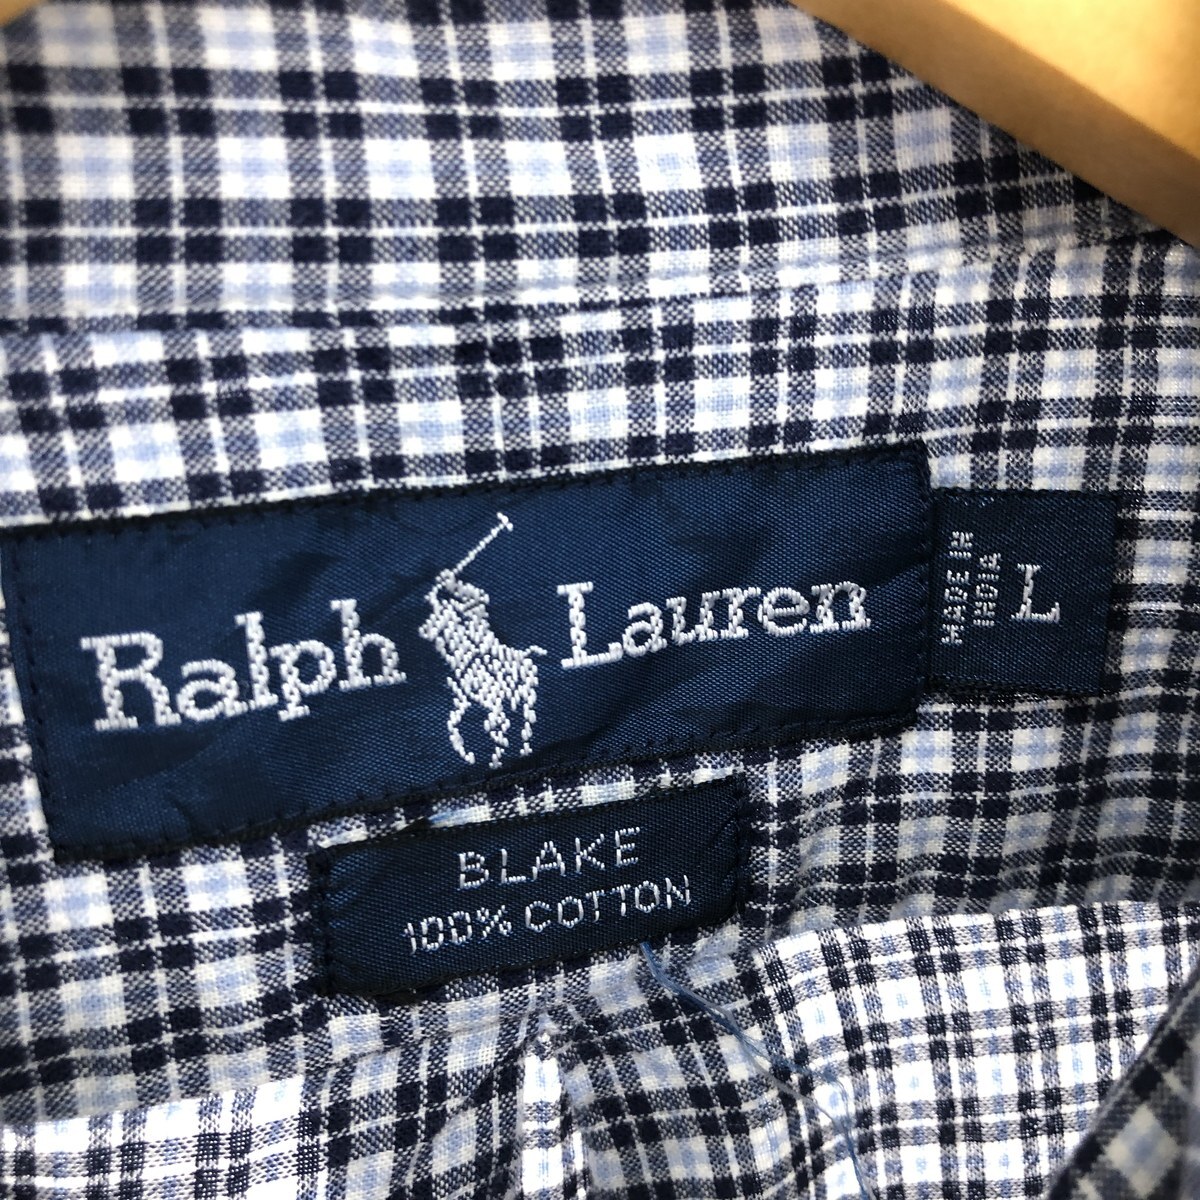 Ralph Lauren
MADE IN
INDIA
L
BLAKE
100% COTTON